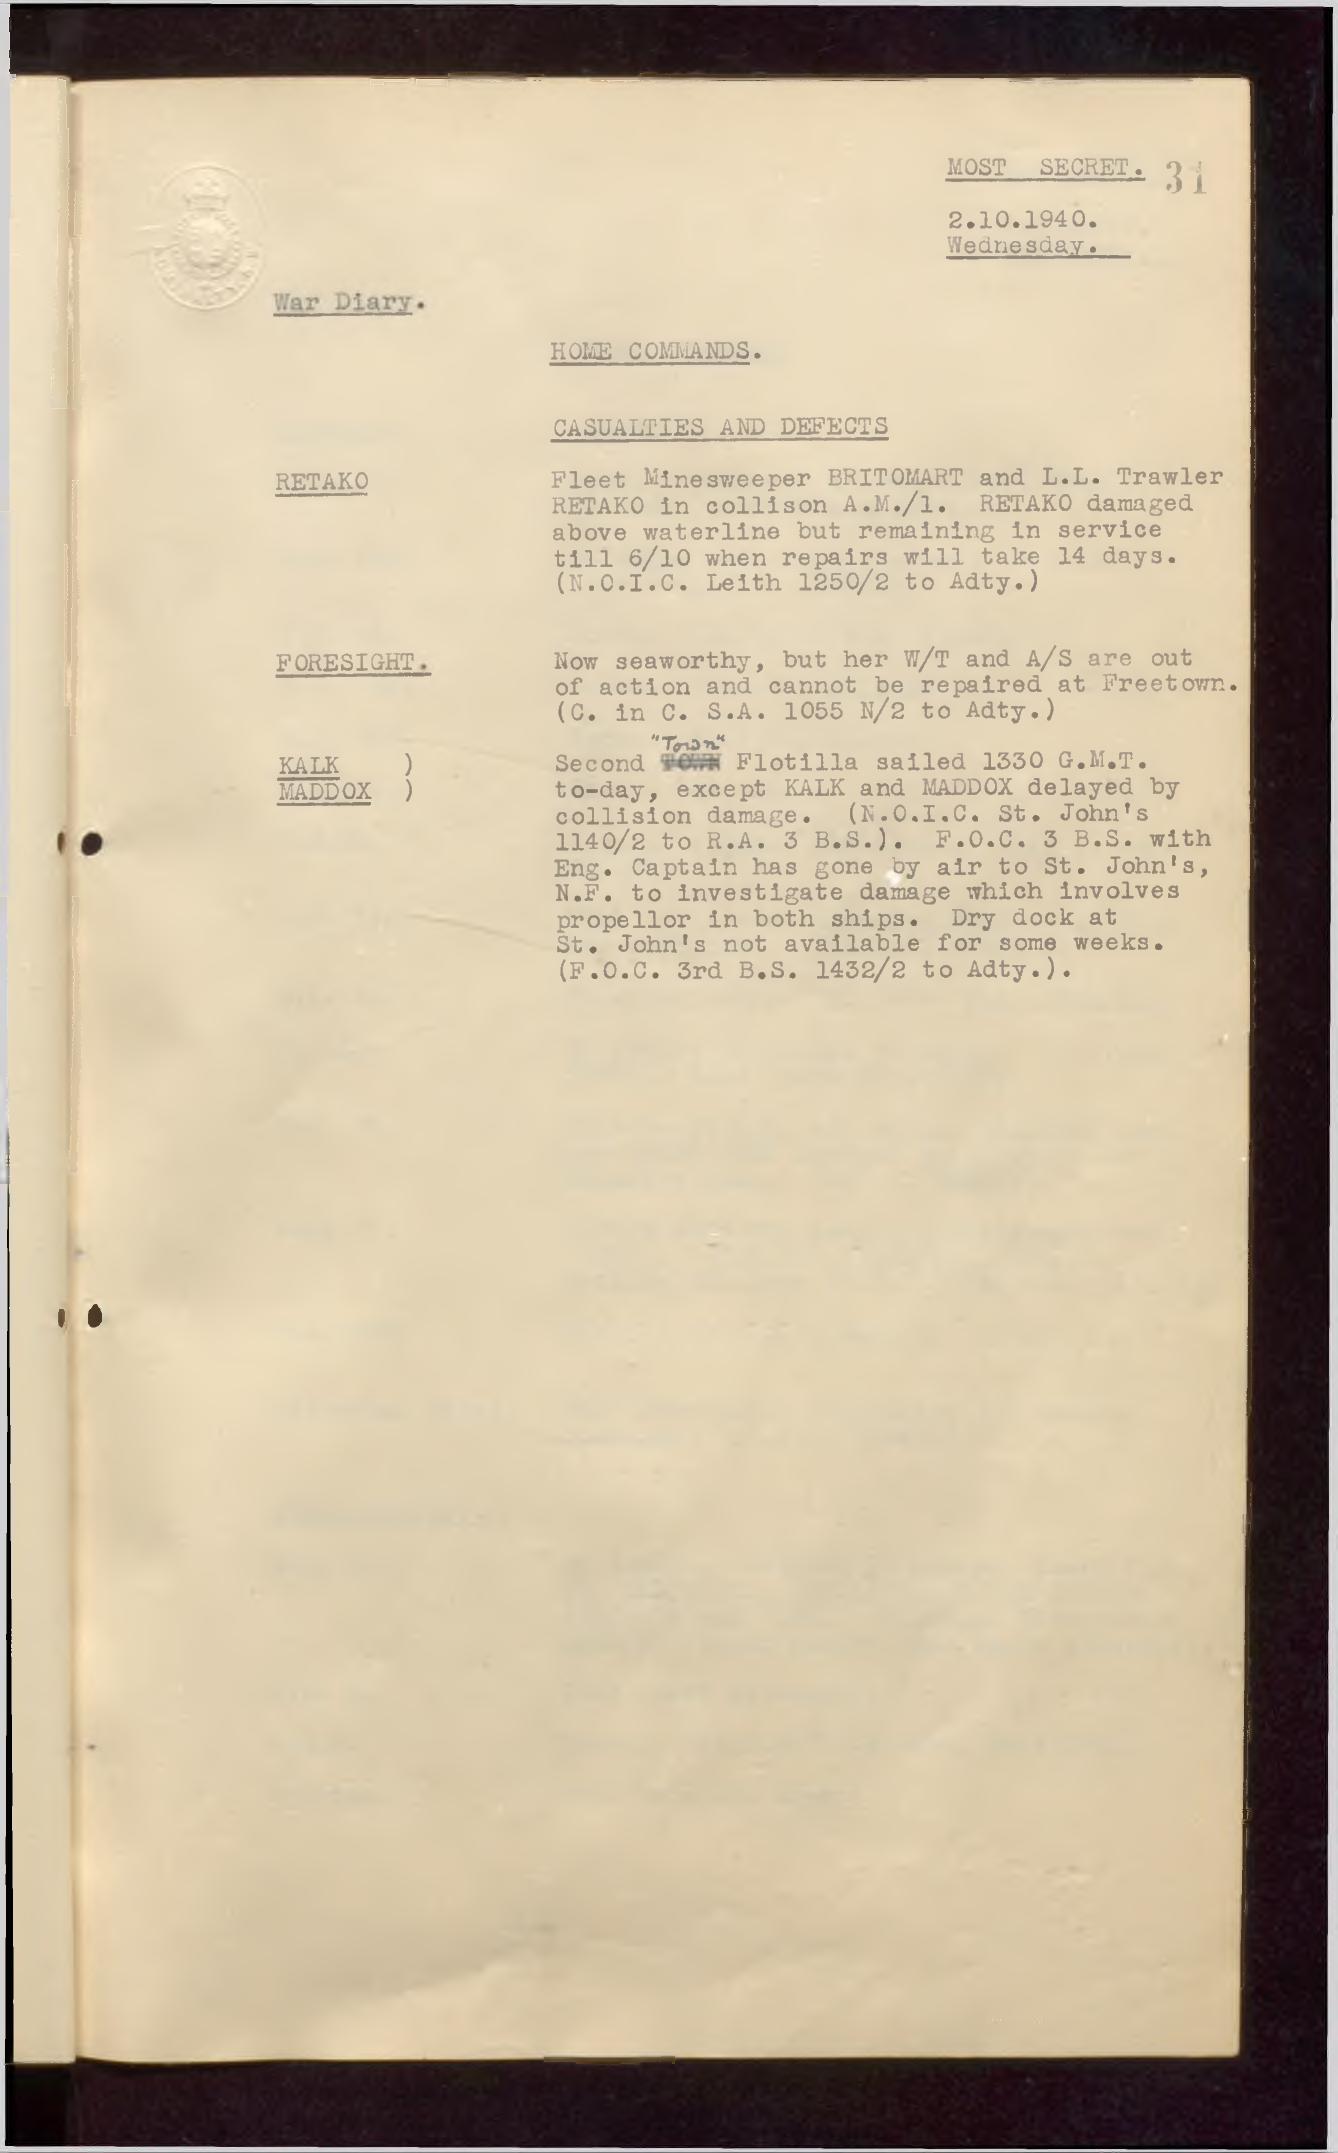 MOST SECRET. 31
2.10.1940.
Wednesday.
War Diary.
HOME COMMANDS.
CASUALTIES AND DEFECTS
RETAKO
Fleet Minesweeper BRITOMART and L.L. Trawler
RETAKO in collison A.M./1. RETAKO damaged
above waterline but remaining in service
till 6/10 when repairs will take 14 days.
(N.O.I.C. Leith 1250/2 to Adty.)
FORESIGHT.
Now seaworthy, but her W/T and A/S are out
of action and cannot be repaired at Freetown.
(C. in C. S.A. 1055 N/2 to Adty.)
KALK )
MADDOX )
"Town"
Second TOWN Flotilla sailed 1330 G.M.T.
to-day, except KALK and MADDOX delayed by
collision damage. (N.O.I.C. St. John's
1140/2 to R.A. 3 B.S.). F.O.C. 3 B.S. with
Eng. Captain has gone by air to St. John's,
N.F. to investigate damage which involves
propellor in both ships. Dry dock at
St. John's not available for some weeks.
(F.O.C. 3rd B.S. 1432/2 to Adty.).